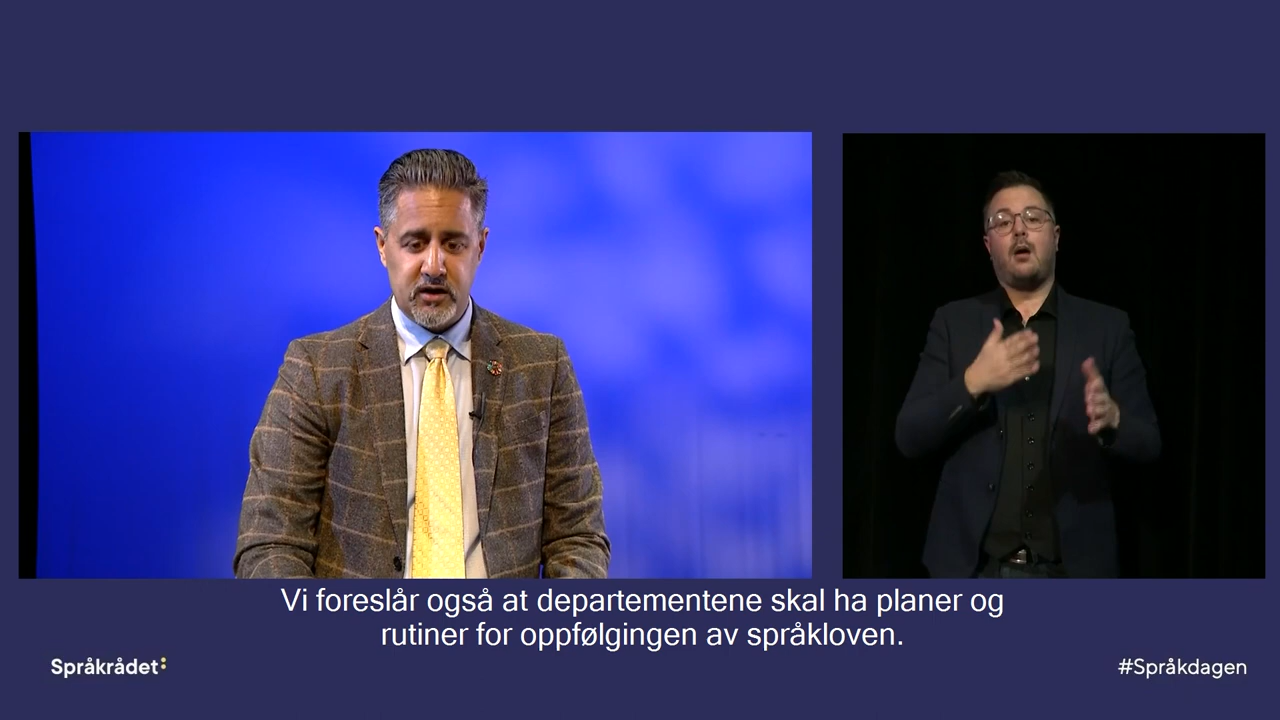 Vi foreslår også at departementene skal ha planer og
rutiner for oppfølgingen av språkloven.
Språkrådet:
#Språkdagen